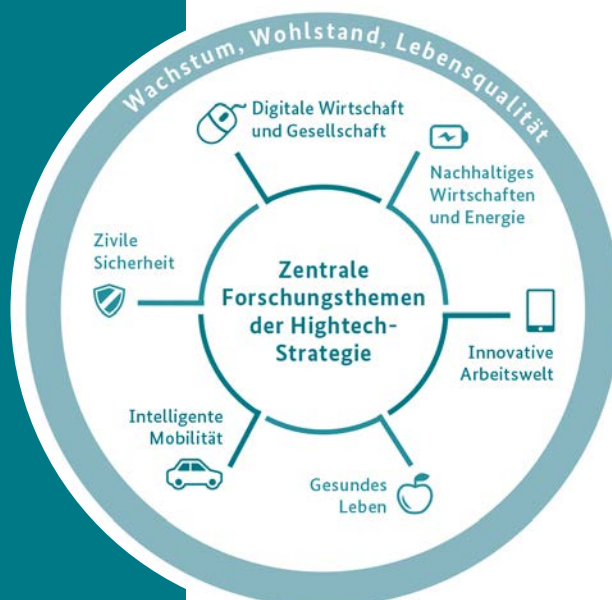 Wachstum, Wohlstand, Lebensqualität
Digitale Wirtschaft
und Gesellschaft
Nachhaltiges
Wirtschaften
und Energie
Zivile
Sicherheit
Zentrale
Forschungsthemen
der Hightech-
Strategie
Innovative
Arbeitswelt
Intelligente
Mobilität
Gesundes
Leben